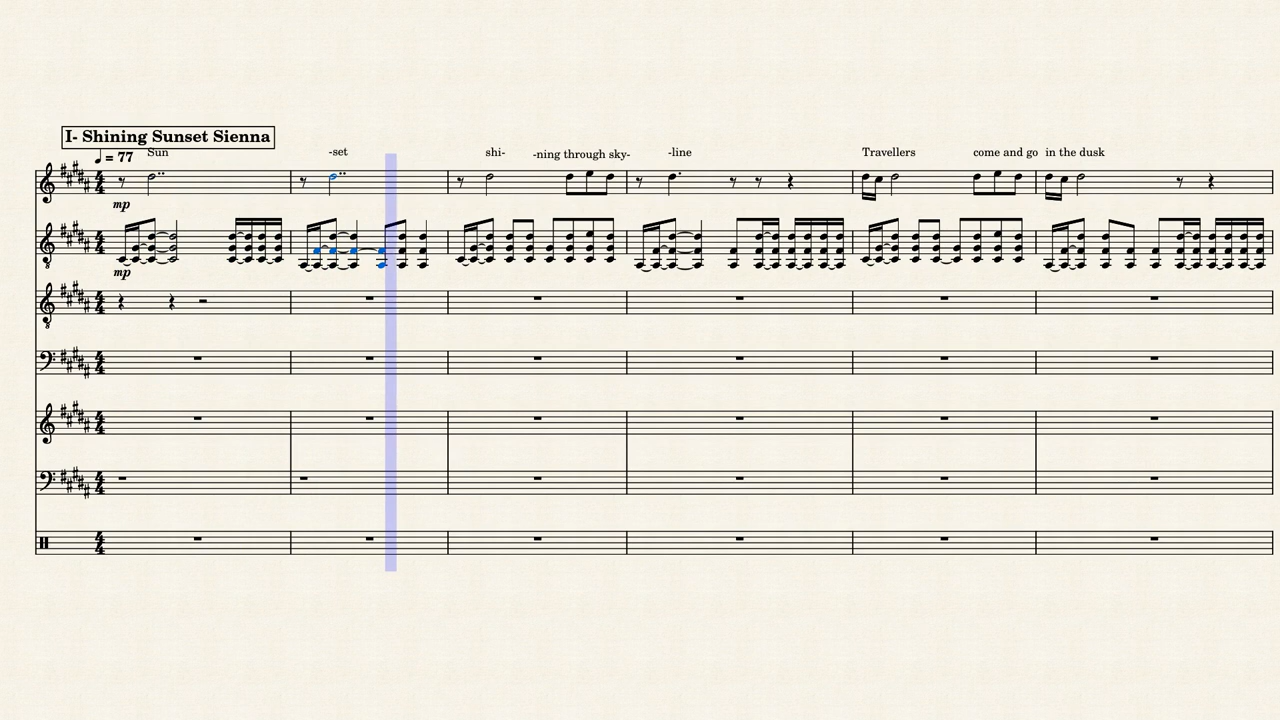 I- Shining Sunset Sienna
♩ = 77
Sun -set shi- -ning through sky- -line Travellers come and go in the dusk
mp
mp